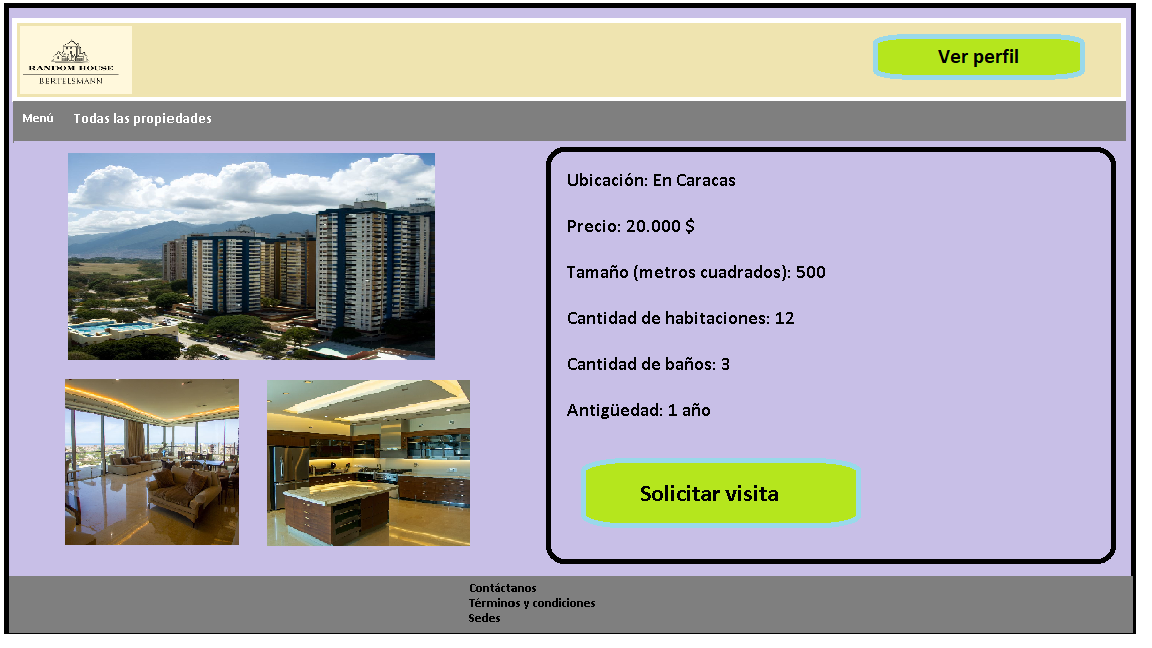 RANDOM HOUSE
BERTELSMANN
Ver perfil
Menú Todas las propiedades
Ubicación: En Caracas
Precio: 20.000 $
Tamaño (metros cuadrados): 500
Cantidad de habitaciones: 12
Cantidad de baños: 3
Antigüedad: 1 año
Solicitar visita
Contáctanos
Términos y condiciones
Sedes